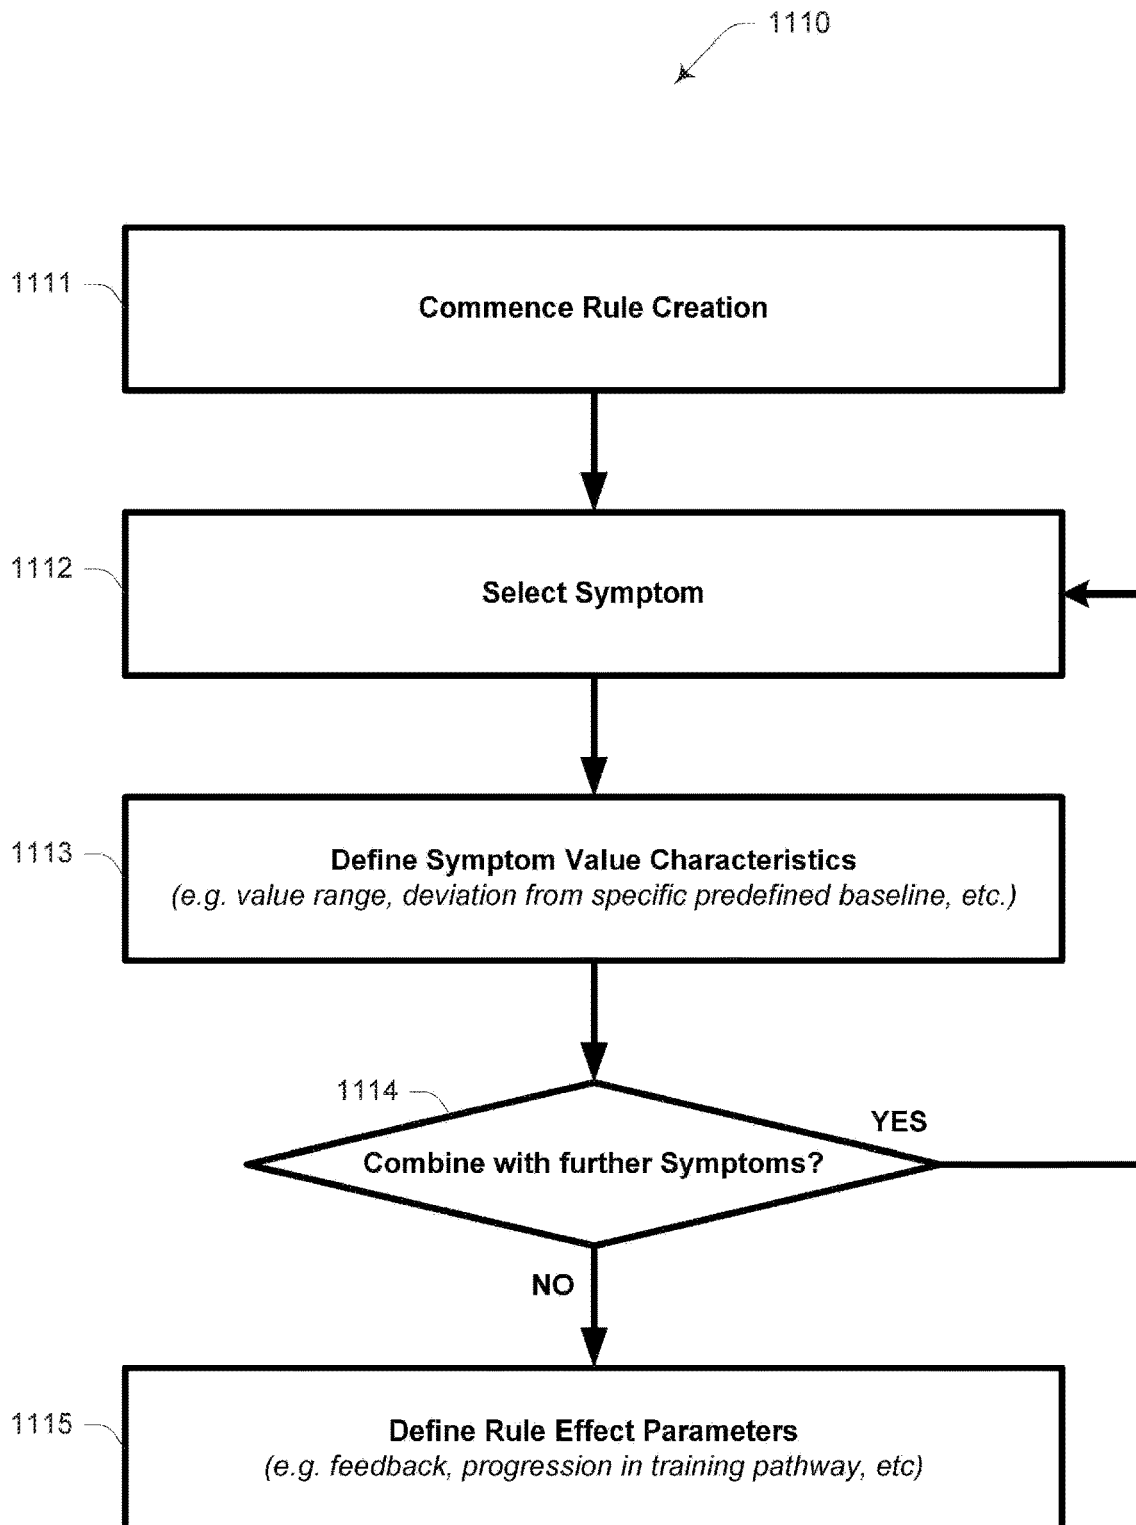 1110
1111
Commence Rule Creation
1112
Select Symptom
1113
Define Symptom Value Characteristics
(e.g. value range, deviation from specific predefined baseline, etc.)
1114
YES
Combine with further Symptoms?
NO
1115
Define Rule Effect Parameters
(e.g. feedback, progression in training pathway, etc)